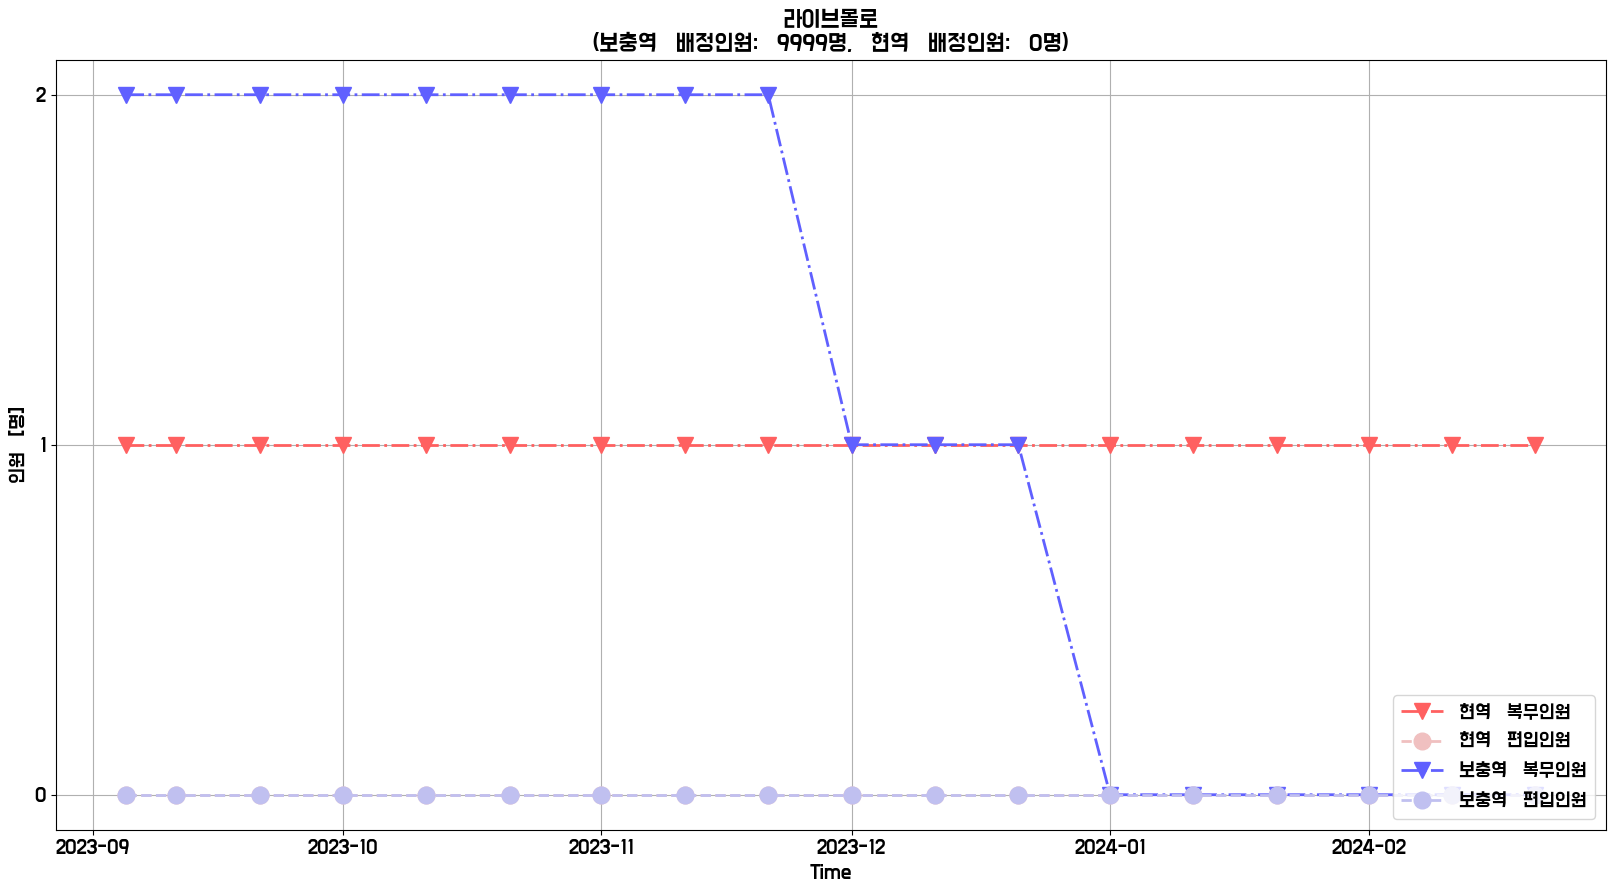 라이브몰로
(보충역 배정인원: 9999명, 현역 배정인원: 0명)
인원 [명]
2
1
0
2023-09
2023-10
2023-11
2023-12
2024-01
2024-02
Time
현역 복무인원
현역 편입인원
보충역 복무인원
보충역 편입인원